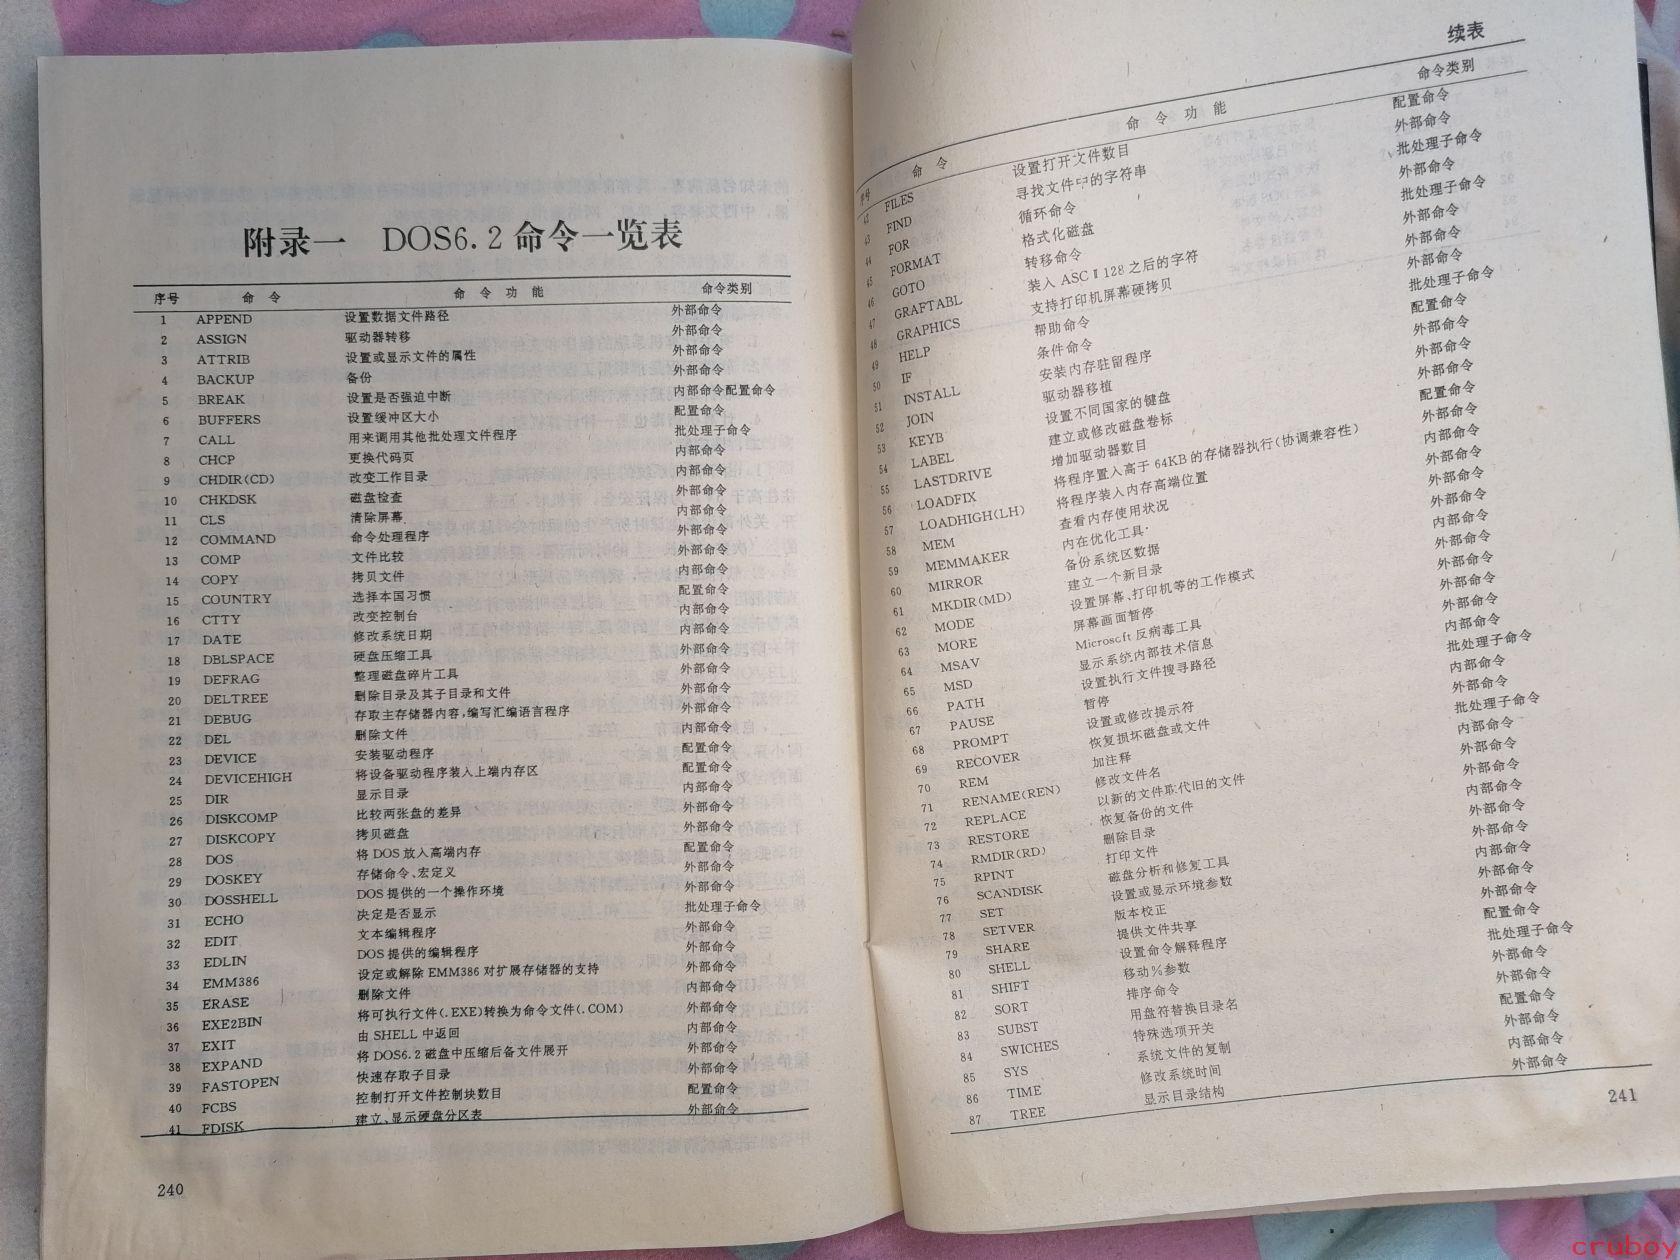 附录一 DOS6.2命令一览表
序号 命令 命令功能 命令类别
1 APPEND 设置数据文件路径 外部命令
2 ASSIGN 驱动器转移 外部命令
3 ATTRIB 设置或显示文件的属性 外部命令
4 BACKUP 备份 外部命令
5 BREAK 设置是否强迫中断 内部命令配置命令
6 BUFFERS 设置缓冲区大小 配置命令
7 CALL 用来调用其他批处理文件程序 批处理子命令
8 CHCP 更换代码页 内部命令
9 CHDIR(CD) 改变工作目录 内部命令
10 CHKDSK 磁盘检查 外部命令
11 CLS 清除屏幕 内部命令
12 COMMAND 命令处理程序 外部命令
13 COMP 文件比较 外部命令
14 COPY 拷贝文件 内部命令
15 COUNTRY 选择本国习惯 配置命令
16 CTTY 改变控制台 内部命令
17 DATE 修改系统日期 内部命令
18 DBLSPACE 硬盘压缩工具 外部命令
19 DEFRAG 整理磁盘碎片工具 外部命令
20 DELTREE 删除目录及其子目录和文件 外部命令
21 DEBUG 存取主存储器内容,编写汇编语言程序 外部命令
22 DEL 删除文件 内部命令
23 DEVICE 安装驱动程序 配置命令
24 DEVICEHIGH 将设备驱动程序装入上端内存区 配置命令
25 DIR 显示目录 内部命令
26 DISKCOMP 比较两张盘的差异 外部命令
27 DISKCOPY 拷贝磁盘 外部命令
28 DOS 将DOS放入高端内存 配置命令
29 DOSKEY 存储命令、宏定义 外部命令
30 DOSSHELL DOS提供的一个操作环境 外部命令
31 ECHO 决定是否显示 批处理子命令
32 EDIT 文本编辑程序 外部命令
33 EDLIN DOS提供的编辑程序 外部命令
34 EMM386 设定或解除EMM386对扩展存储器的支持 外部命令
35 ERASE 删除文件 内部命令
36 EXE2BIN 将可执行文件(.EXE)转换为命令文件(.COM) 外部命令
37 EXIT 由SHELL中返回 内部命令
38 EXPAND 将DOS6.2磁盘中压缩后备文件展开 外部命令
39 FASTOPEN 快速存取子目录 外部命令
40 FCBS 控制打开文件控制块数目 配置命令
41 FDISK 建立、显示硬盘分区表 外部命令
240
续表
序号 命令 命令功能 命令类别
42 FILES 设置打开文件数目 配置命令
43 FIND 寻找文件中的字符串 外部命令
44 FOR 循环命令 批处理子命令
45 FORMAT 格式化磁盘 外部命令
46 GOTO 转移命令 批处理子命令
47 GRAFTABL 装入ASCⅡ128之后的字符 外部命令
48 GRAPHICS 支持打印机屏幕硬拷贝 外部命令
49 HELP 帮助命令 外部命令
50 IF 条件命令 批处理子命令
51 INSTALL 安装内存驻留程序 配置命令
52 JOIN 驱动器移植 外部命令
53 KEYB 设置不同国家的键盘 外部命令
54 LABEL 建立或修改磁盘卷标 外部命令
55 LASTDRIVE 增加驱动器数目 配置命令
56 LOADFIX 将程序置入高于64KB的存储器执行(协调兼容性) 外部命令
57 LOADHIGH(LH) 将程序装入内存高端位置 内部命令
58 MEM 查看内存使用状况 外部命令
59 MEMMAKER 内在优化工具· 外部命令
60 MIRROR 备份系统区数据 外部命令
61 MKDIR(MD) 建立一个新目录 内部命令
62 MODE 设置屏幕、打印机等的工作模式 外部命令
63 MORE 屏幕画面暂停 外部命令
64 MSAV Microscft反病毒工具 外部命令
65 MSD 显示系统内部技术信息 外部命令
66 PATH 设置执行文件搜寻路径 内部命令
67 PAUSE 暂停 批处理子命令
68 PROMPT 设置或修改提示符 内部命令
69 RECOVER 恢复损坏磁盘或文件 外部命令
70 REM 加注释 批处理子命令
71 RENAME(REN) 修改文件名 内部命令
72 REPLACE 以新的文件取代旧的文件 外部命令
73 RESTORE 恢复备份的文件 外部命令
74 RMDIR(RD) 删除目录 内部命令
75 RPINT 打印文件 外部命令
76 SCANDISK 磁盘分析和修复工具 外部命令
77 SET 设置或显示环境参数 内部命令
78 SETVER 版本校正 外部命令
79 SHARE 提供文件共享 外部命令
80 SHELL 设置命令解释程序 配置命令
81 SHIFT 移动%参数 批处理子命令
82 SORT 排序命令 外部命令
83 SUBST 用盘符替换目录名 外部命令
84 SWICHES 特殊选项开关 配置命令
85 SYS 系统文件的复制 外部命令
86 TIME 修改系统时间 内部命令
87 TREE 显示目录结构 外部命令
241
cruboy